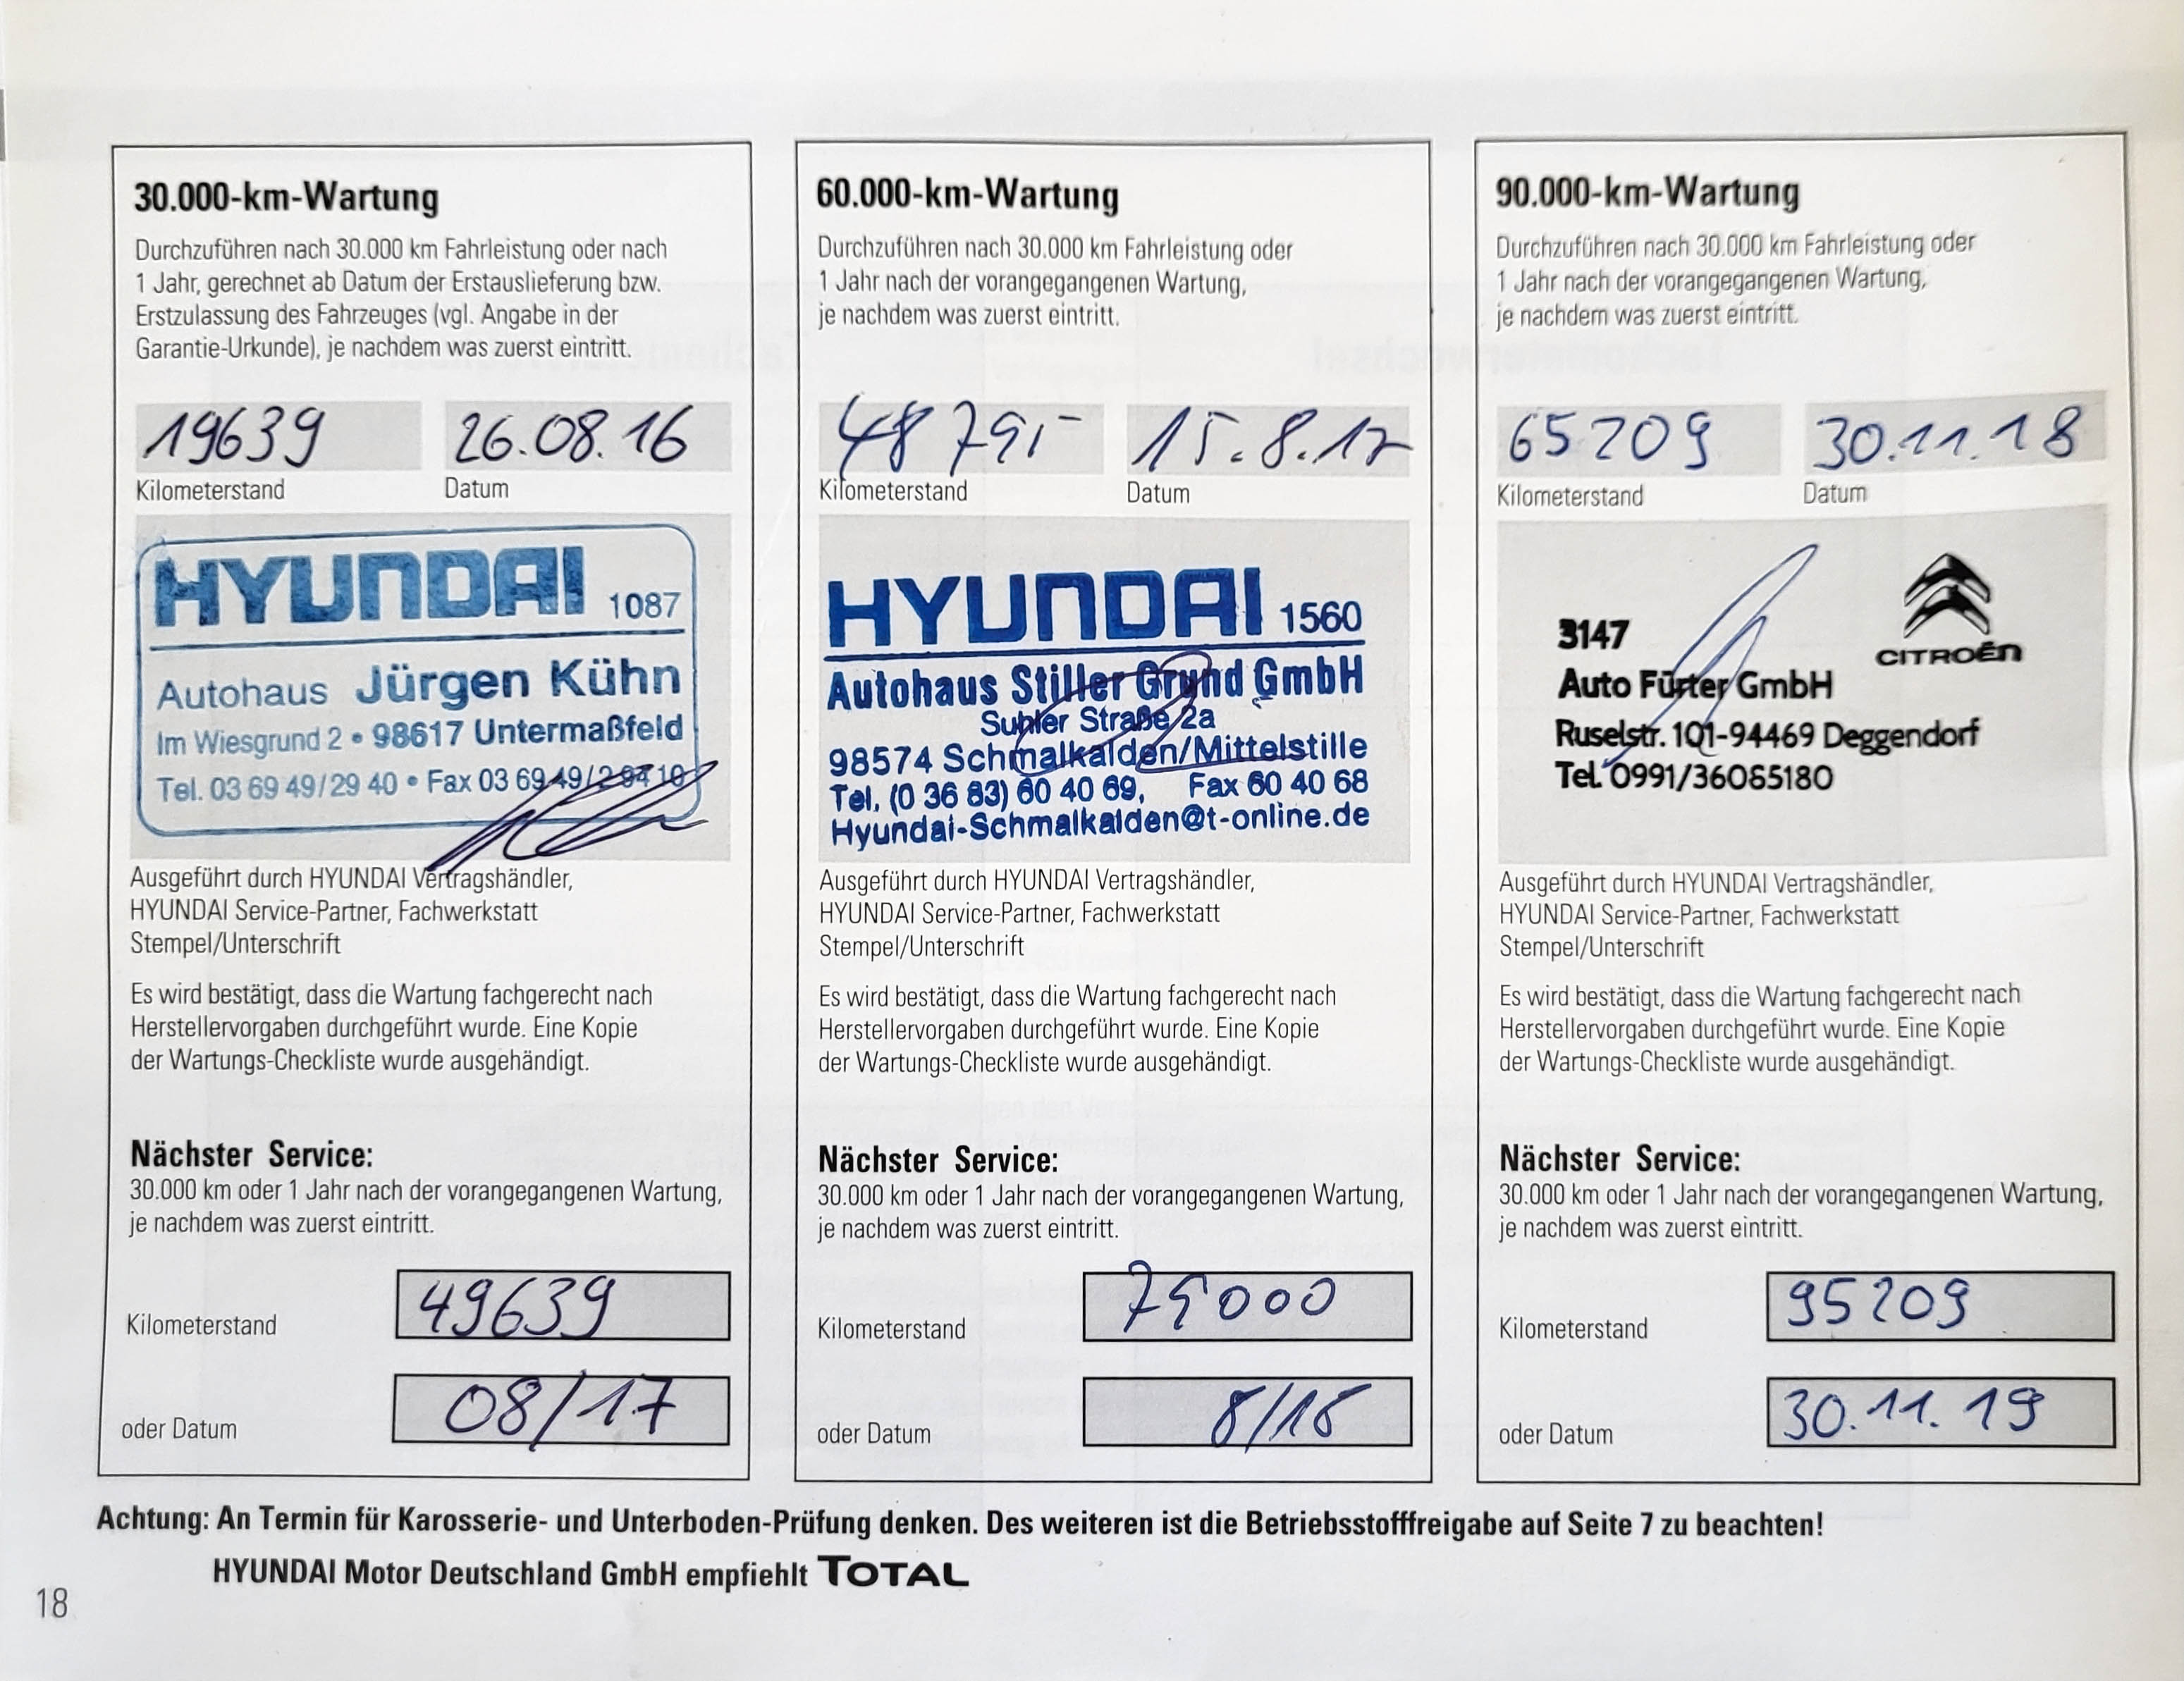 30.000-km-Wartung
Durchzuführen nach 30.000 km Fahrleistung oder nach
1 Jahr, gerechnet ab Datum der Erstauslieferung bzw.
Erstzulassung des Fahrzeuges (vgl. Angabe in der
Garantie-Urkunde), je nachdem was zuerst eintritt.
19639 26.08.16
Kilometerstand Datum
HYUNDAI 1087
Autohaus Jürgen Kühn
Im Wiesgrund 2 • 98617 Untermaßfeld
Tel. 03 69 49/29 40 • Fax 03 69 49/2 94 10
Ausgeführt durch HYUNDAI Vertragshändler,
HYUNDAI Service-Partner, Fachwerkstatt
Stempel/Unterschrift
Es wird bestätigt, dass die Wartung fachgerecht nach
Herstellervorgaben durchgeführt wurde. Eine Kopie
der Wartungs-Checkliste wurde ausgehändigt.
Nächster Service:
30.000 km oder 1 Jahr nach der vorangegangenen Wartung,
je nachdem was zuerst eintritt.
Kilometerstand 49639
oder Datum 08/17
60.000-km-Wartung
Durchzuführen nach 30.000 km Fahrleistung oder
1 Jahr nach der vorangegangenen Wartung,
je nachdem was zuerst eintritt.
15.8.17
Kilometerstand Datum
HYUNDAI 1560
Autohaus Stiller Grund GmbH
Suhler Straße 2a
98574 Schmalkalden/Mittelstille
Tel. (0 36 83) 60 40 69, Fax 60 40 68
Hyundai-Schmalkalden@t-online.de
Ausgeführt durch HYUNDAI Vertragshändler,
HYUNDAI Service-Partner, Fachwerkstatt
Stempel/Unterschrift
Es wird bestätigt, dass die Wartung fachgerecht nach
Herstellervorgaben durchgeführt wurde. Eine Kopie
der Wartungs-Checkliste wurde ausgehändigt.
Nächster Service:
30.000 km oder 1 Jahr nach der vorangegangenen Wartung,
je nachdem was zuerst eintritt.
Kilometerstand
oder Datum 8/18
90.000-km-Wartung
Durchzuführen nach 30.000 km Fahrleistung oder
1 Jahr nach der vorangegangenen Wartung,
je nachdem was zuerst eintritt.
65209 30.11.18
Kilometerstand Datum
CITROËN
3147
Auto Fürter GmbH
Ruselstr. 101-94469 Deggendorf
Tel. 0991/36085180
Ausgeführt durch HYUNDAI Vertragshändler,
HYUNDAI Service-Partner, Fachwerkstatt
Stempel/Unterschrift
Es wird bestätigt, dass die Wartung fachgerecht nach
Herstellervorgaben durchgeführt wurde. Eine Kopie
der Wartungs-Checkliste wurde ausgehändigt.
Nächster Service:
30.000 km oder 1 Jahr nach der vorangegangenen Wartung,
je nachdem was zuerst eintritt.
Kilometerstand 95209
oder Datum 30.11.19
Achtung: An Termin für Karosserie- und Unterboden-Prüfung denken. Des weiteren ist die Betriebsstofffreigabe auf Seite 7 zu beachten!
HYUNDAI Motor Deutschland GmbH empfiehlt TOTAL
18